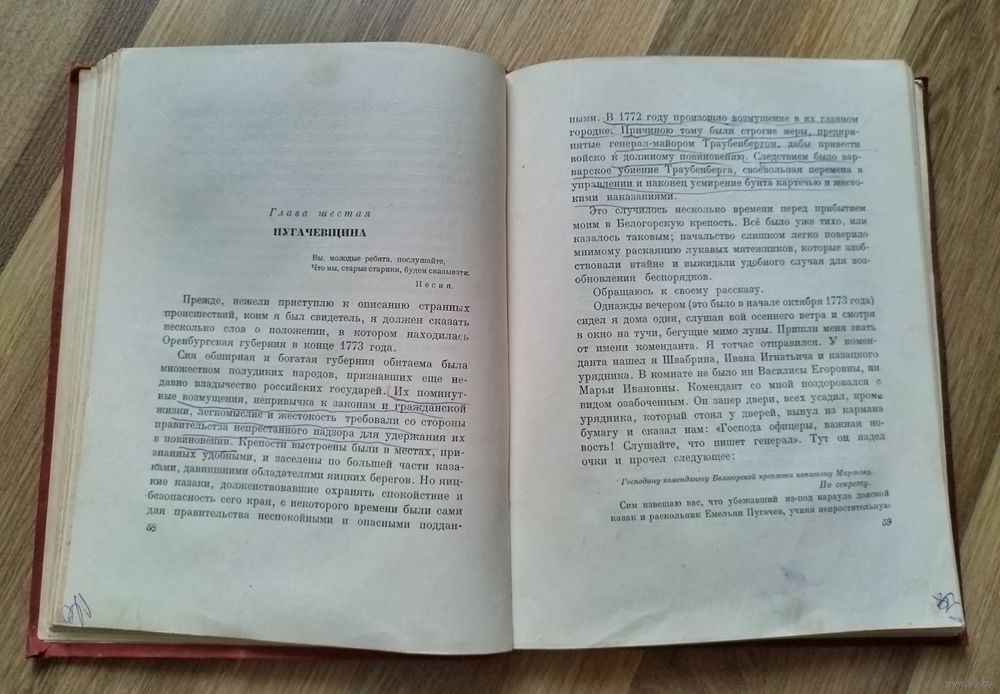 Глава шестая
ПУГАЧЕВЩИНА
Вы, молодые ребята, послушайте,
Что мы, старые старики, будем сказывати.
Песня.
Прежде, нежели приступлю к описанию странных
происшествий, коим я был свидетель, я должен сказать
несколько слов о положении, в котором находилась
Оренбургская губерния в конце 1773 года.
Сия обширная и богатая губерния обитаема была
множеством полудиких народов, признавших еще не-
давно владычество российских государей. Их поминут-
ные возмущения, непривычка к законам и гражданской
жизни, легкомыслие и жестокость требовали со стороны
правительства непрестанного надзора для удержания их
в повиновении. Крепости выстроены были в местах, при-
знанных удобными, и заселены по большей части каза-
ками, давнишними обладателями яицких берегов. Но яиц-
кие казаки, долженствовавшие охранять спокойствие и
безопасность сего края, с некоторого времени были сами
для правительства неспокойными и опасными поддан-
58
ными. В 1772 году произошло возмущение в их главном
городке. Причиною тому были строгие меры, предпри-
нятые генерал-майором Траубенбергом, дабы привести
войско к должному повиновению. Следствием было вар-
варское убиение Траубенберга, своевольная перемена в
управлении и наконец усмирение бунта картечью и жесто-
кими наказаниями.
Это случилось несколько времени перед прибытием
моим в Белогорскую крепость. Всё было уже тихо, или
казалось таковым; начальство слишком легко поверило
мнимому раскаянию лукавых мятежников, которые злоб-
ствовали втайне и выжидали удобного случая для воз-
обновления беспорядков.
Обращаюсь к своему рассказу.
Однажды вечером (это было в начале октября 1773 года)
сидел я дома один, слушая вой осеннего ветра и смотря
в окно на тучи, бегущие мимо луны. Пришли меня звать
от имени коменданта. Я тотчас отправился. У комен-
данта нашел я Швабрина, Ивана Игнатьича и казацкого
урядника. В комнате не было ни Василисы Егоровны, ни
Марьи Ивановны. Комендант со мной поздоровался с
видом озабоченным. Он запер двери, всех усадил, кроме
урядника, который стоял у дверей, вынул из кармана
бумагу и сказал нам: «Господа офицеры, важная но-
вость! Слушайте, что пишет генерал». Тут он надел
очки и прочел следующее:
Господину коменданту Белогорской крепости капитану Миронову.
По секрету.
Сим извещаю вас, что убежавший из-под караула донской
казак и раскольник Емельян Пугачев, учиня непростительную
59
www.ay.by